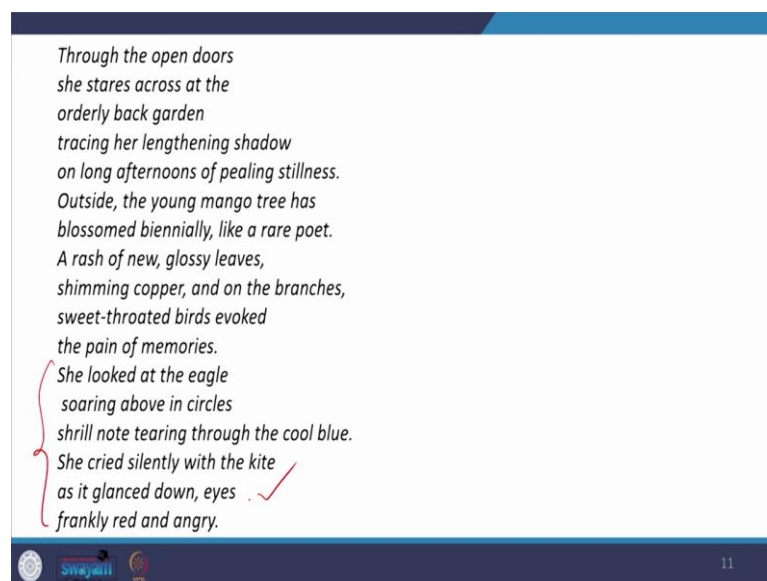 Through the open doors
she stares across at the
orderly back garden
tracing her lengthening shadow
on long afternoons of pealing stillness.
Outside, the young mango tree has
blossomed biennially, like a rare poet.
A rash of new, glossy leaves,
shimming copper, and on the branches,
sweet-throated birds evoked
the pain of memories.
She looked at the eagle
soaring above in circles
shrill note tearing through the cool blue.
She cried silently with the kite
as it glanced down, eyes
frankly red and angry.
swayam
11